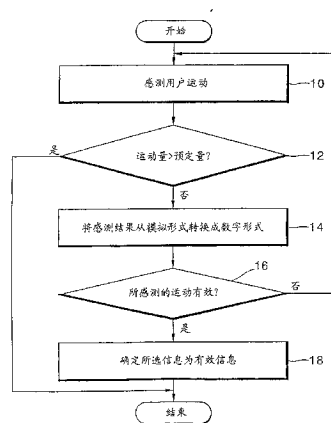 开始
感测用户运动
10
运动量>预定量?
12
是
否
将感测结果从模拟形式转换成数字形式
14
16
所感测的运动有效?
否
是
确定所选信息为有效信息
18
结束